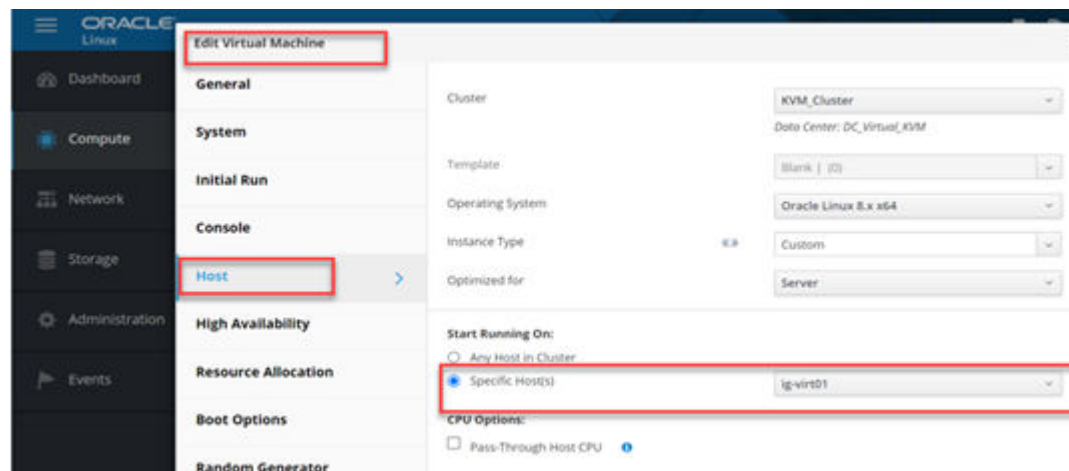 ORACLE
Linux
Dashboard
Compute
Network
Storage
Administration
Events
Edit Virtual Machine
General
System
Initial Run
Console
Host
High Availability
Resource Allocation
Boot Options
Random Generator
Cluster
KVM_Cluster
Data Center: DC_Virtual_KVM
Template
Blank | (0)
Operating System
Oracle Linux 8.x x64
Instance Type
Custom
Optimized for
Server
Start Running On:
Any Host in Cluster
Specific Host(s)
ig-virt01
CPU Options:
Pass-Through Host CPU